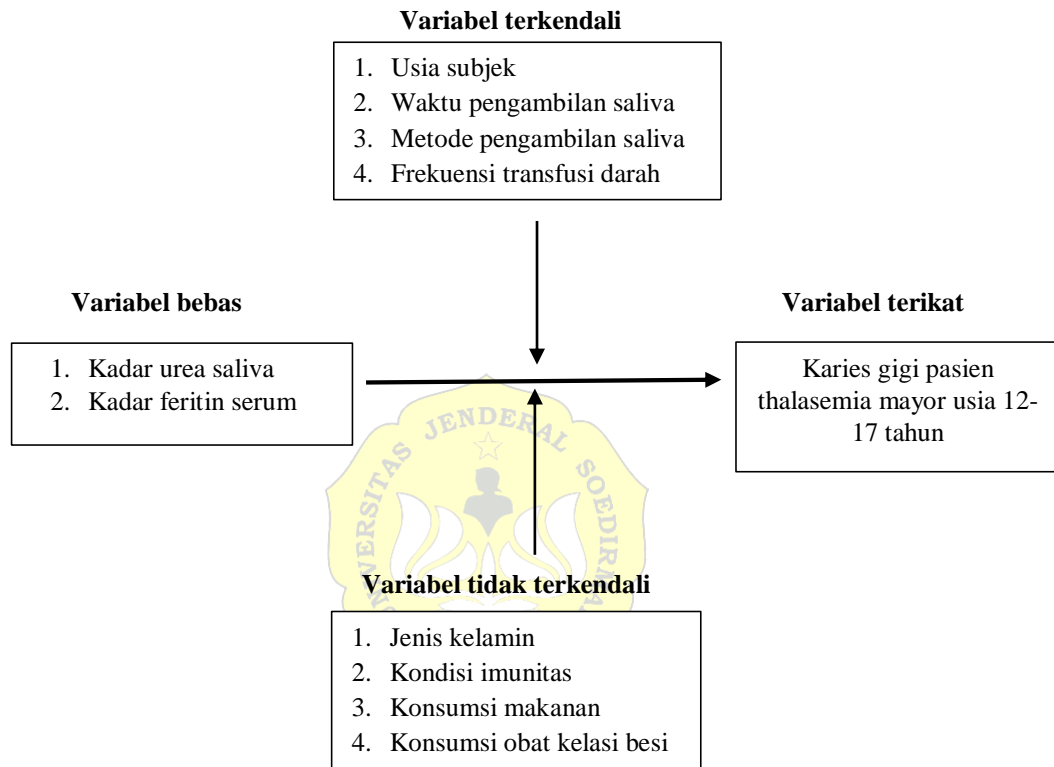 Variabel terkendali
1. Usia subjek
2. Waktu pengambilan saliva
3. Metode pengambilan saliva
4. Frekuensi transfusi darah
Variabel bebas
1. Kadar urea saliva
2. Kadar feritin serum
Variabel terikat
Karies gigi pasien
thalasemia mayor usia 12-
17 tahun
UNIVERSITAS JENDERAL
Variabel tidak terkendali
1. Jenis kelamin
2. Kondisi imunitas
3. Konsumsi makanan
4. Konsumsi obat kelasi besi